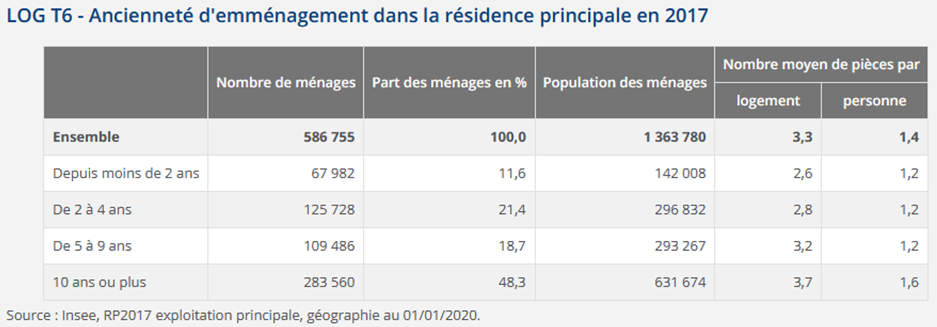 LOG T6 - Ancienneté d'emménagement dans la résidence principale en 2017
Nombre de ménages Part des ménages en % Population des ménages Nombre moyen de pièces par
logement personne
Ensemble 586 755 100,0 1 363 780 3,3 1,4
Depuis moins de 2 ans 67 982 11,6 142 008 2,6 1,2
De 2 à 4 ans 125 728 21,4 296 832 2,8 1,2
De 5 à 9 ans 109 486 18,7 293 267 3,2 1,2
10 ans ou plus 283 560 48,3 631 674 3,7 1,6
Source : Insee, RP2017 exploitation principale, géographie au 01/01/2020.